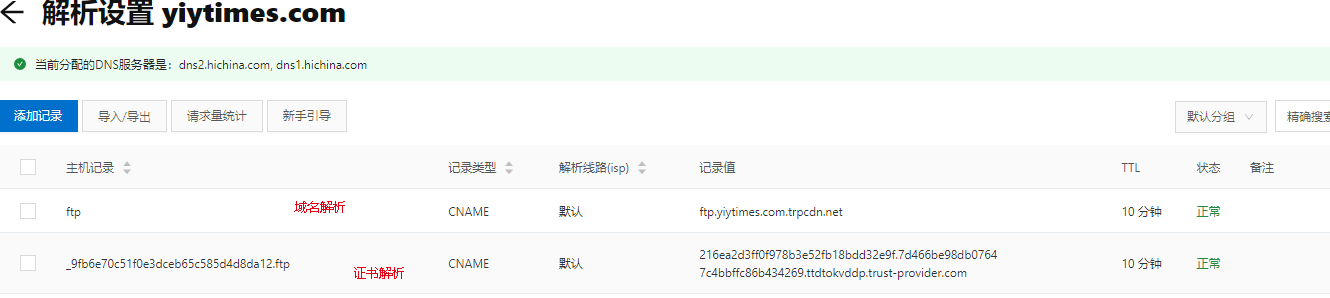 解析设置 yiytimes.com
当前分配的DNS服务器是：dns2.hichina.com, dns1.hichina.com
添加记录 导入/导出 请求量统计 新手引导 默认分组 精确搜索
主机记录 记录类型 解析线路(isp) 记录值 TTL 状态 备注
ftp 域名解析 CNAME 默认 ftp.yiytimes.com.trpcdn.net 10 分钟 正常
_9fb6e70c51f0e3dceb65c585d4d8da12.ftp 证书解析 CNAME 默认 216ea2d3ff0f978b3e52fb18bdd32e9f.7d466be98db0764 10 分钟 正常
7c4bbffc86b434269.ttdtokvddp.trust-provider.com